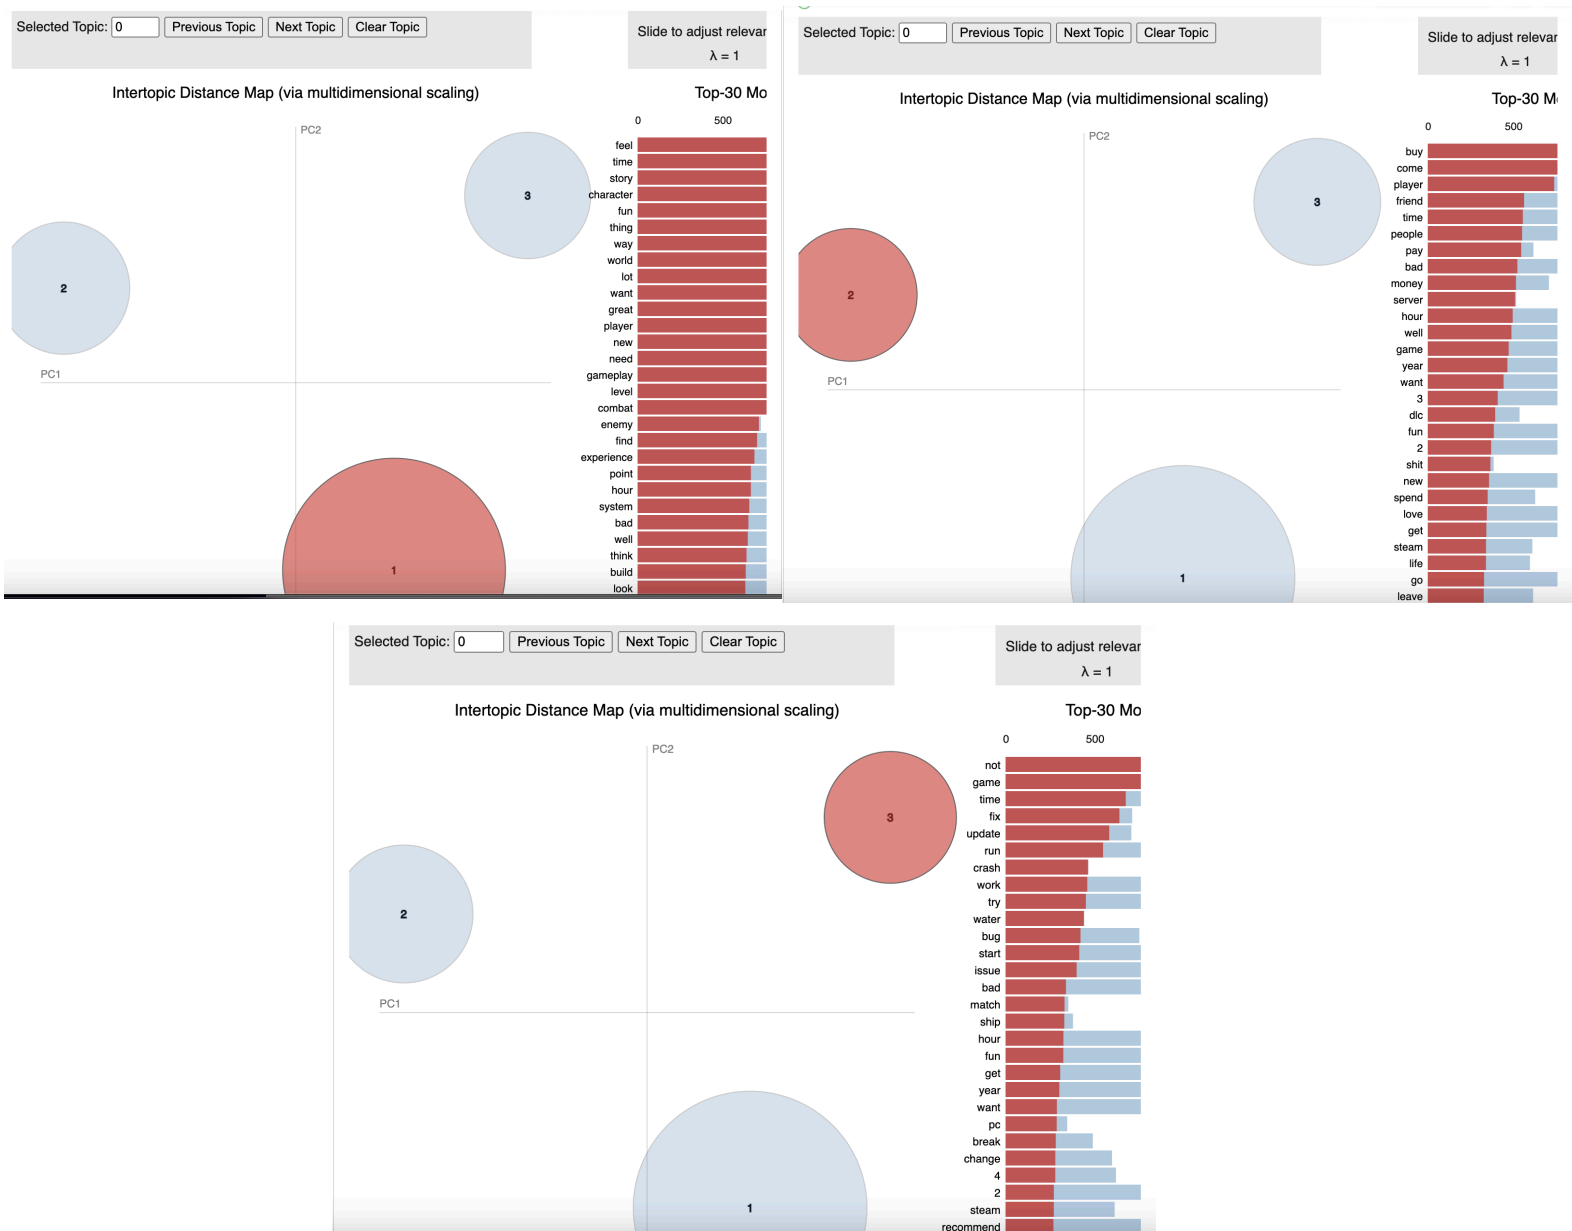 Selected Topic: 0 Previous Topic Next Topic Clear Topic
Slide to adjust relevar
λ = 1
Intertopic Distance Map (via multidimensional scaling)
Top-30 Mo
PC2
PC1
2
3
1
0 500
feel
time
story
character
fun
thing
way
world
lot
want
great
player
new
need
gameplay
level
combat
enemy
find
experience
point
hour
system
bad
well
think
build
look
Selected Topic: 0 Previous Topic Next Topic Clear Topic
Slide to adjust relevar
λ = 1
Intertopic Distance Map (via multidimensional scaling)
Top-30 M
PC2
PC1
2
3
1
0 500
buy
come
player
friend
time
people
pay
bad
money
server
hour
well
game
year
want
3
dlc
fun
2
shit
new
spend
love
get
steam
life
go
leave
Selected Topic: 0 Previous Topic Next Topic Clear Topic
Slide to adjust relevar
λ = 1
Intertopic Distance Map (via multidimensional scaling)
Top-30 Mo
PC2
PC1
2
3
1
0 500
not
game
time
fix
update
run
crash
work
try
water
bug
start
issue
bad
match
ship
hour
fun
get
year
want
pc
break
change
4
2
steam
recommend